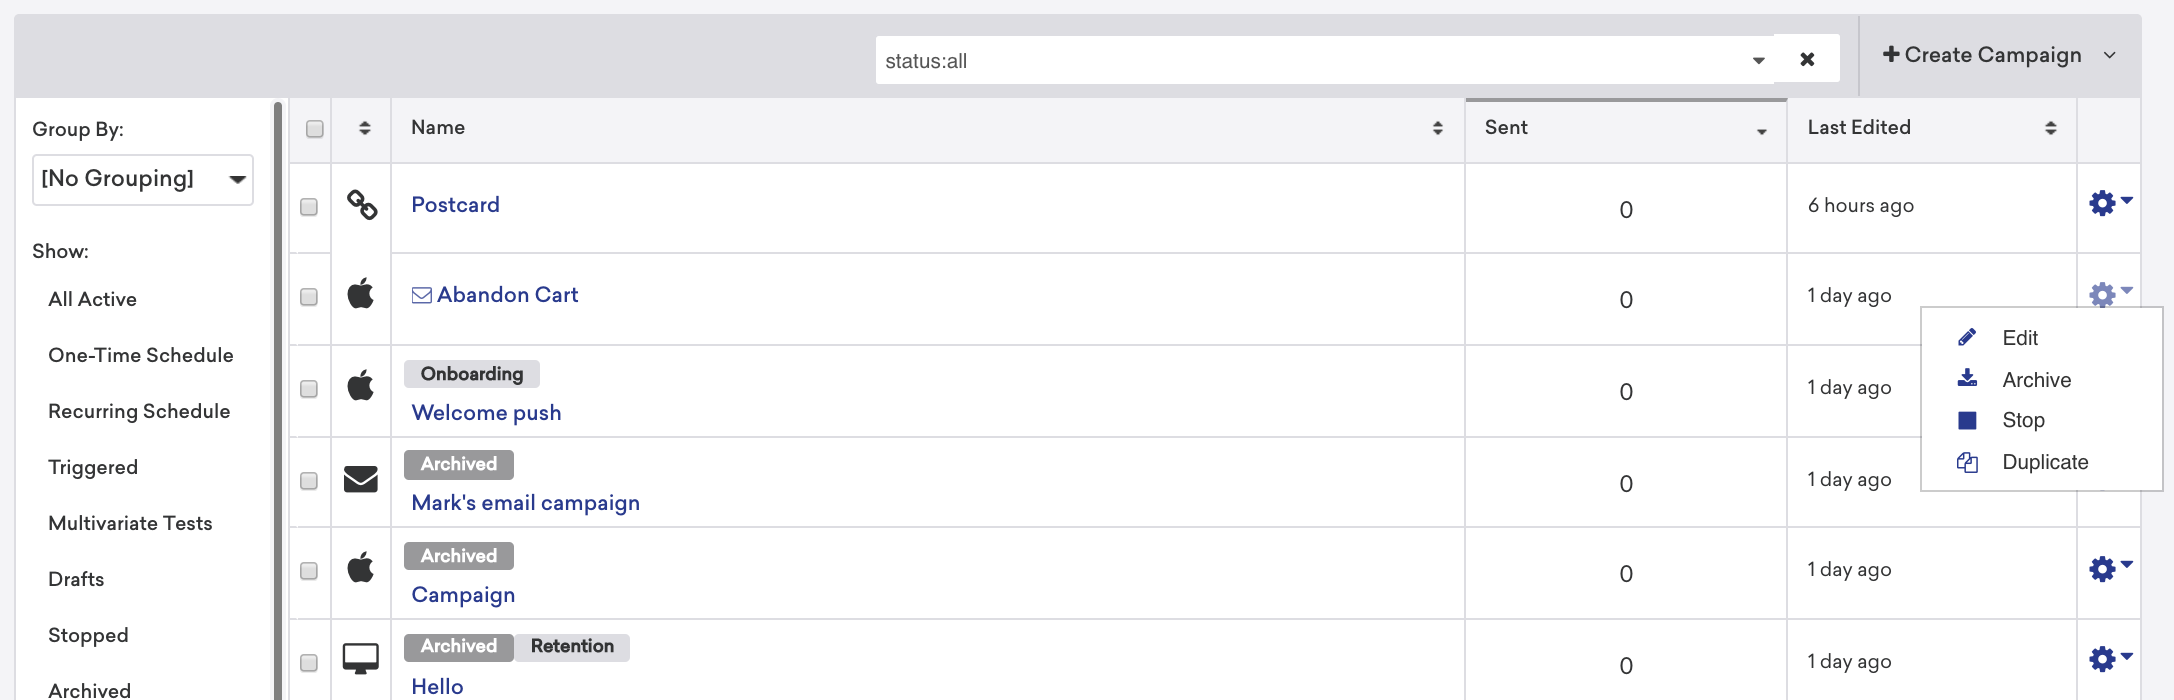 status:all
Create Campaign
Group By:
[No Grouping]
Show:
All Active
One-Time Schedule
Recurring Schedule
Triggered
Multivariate Tests
Drafts
Stopped
Archived
Name Sent Last Edited
Postcard 0 6 hours ago
Abandon Cart 0 1 day ago
Onboarding
Welcome push 0 1 day ago
Archived
Mark's email campaign 0 1 day ago
Archived
Campaign 0 1 day ago
Archived Retention
Hello 0 1 day ago
Edit
Archive
Stop
Duplicate